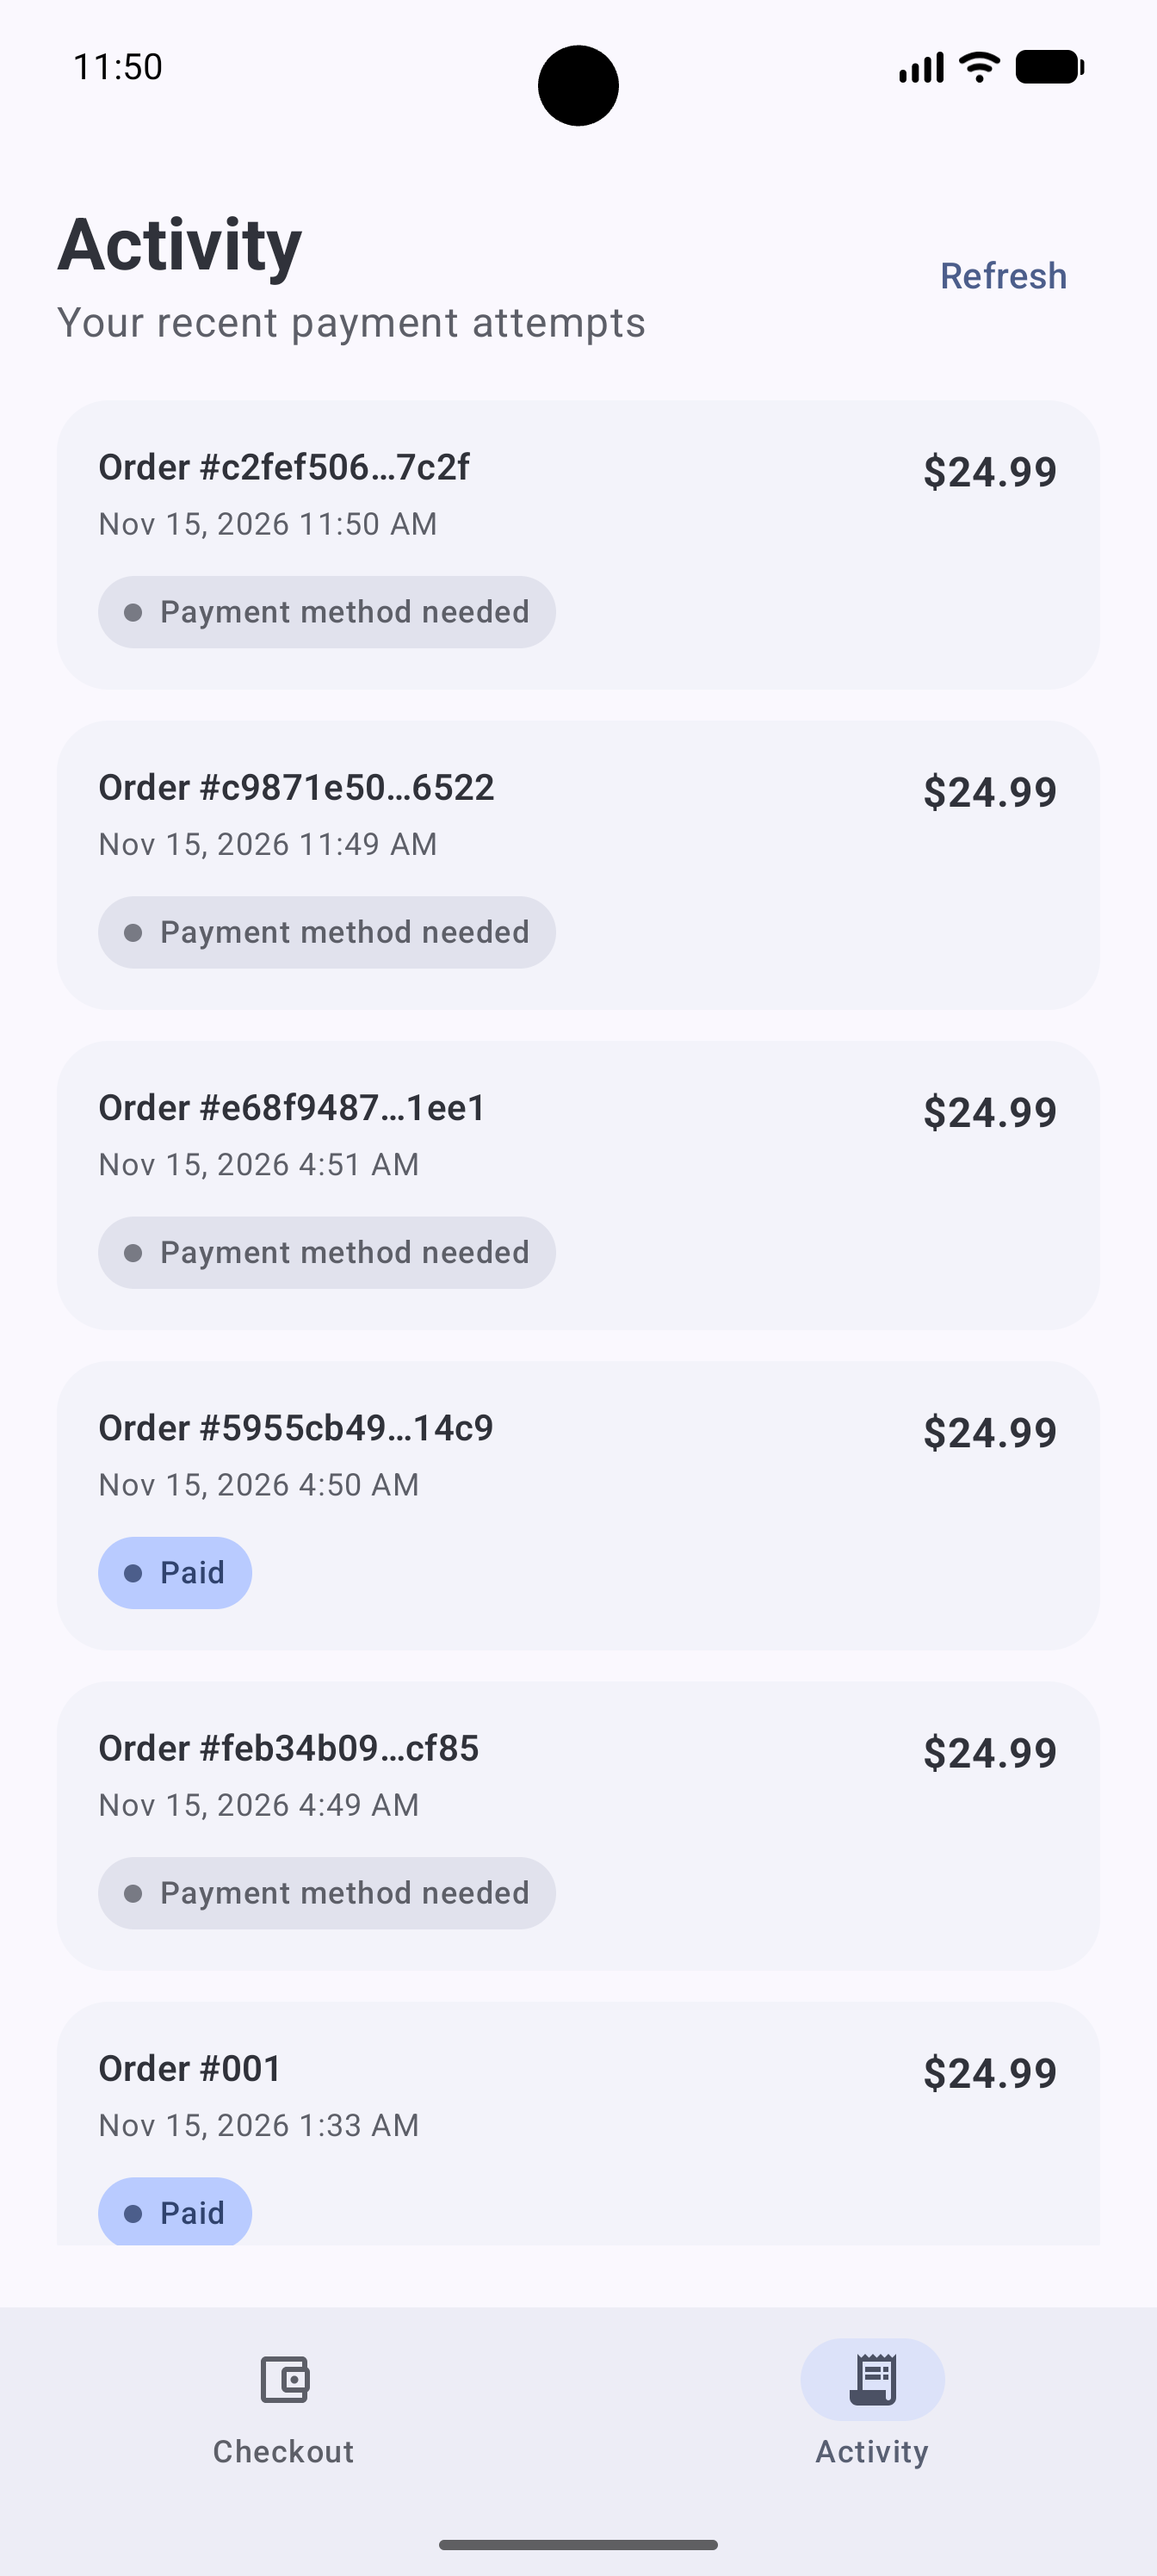 11:50
Activity
Refresh
Your recent payment attempts
Order #c2fef506...7c2f
$24.99
Nov 15, 2026 11:50 AM
Payment method needed
Order #c9871e50...6522
$24.99
Nov 15, 2026 11:49 AM
Payment method needed
Order #e68f9487...1ee1
$24.99
Nov 15, 2026 4:51 AM
Payment method needed
Order #5955cb49...14c9
$24.99
Nov 15, 2026 4:50 AM
Paid
Order #feb34b09...cf85
$24.99
Nov 15, 2026 4:49 AM
Payment method needed
Order #001
$24.99
Nov 15, 2026 1:33 AM
Paid
Checkout
Activity